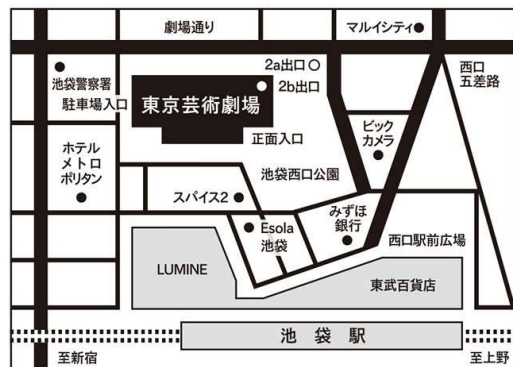 劇場通り
マルイシティ
2a出口
2b出口
西口
五差路
池袋警察署
駐車場入口
東京芸術劇場
正面入口
ビック
カメラ
ホテル
メトロ
ポリタン
池袋西口公園
スパイス2
Esola
池袋
みずほ
銀行
西口駅前広場
LUMINE
東武百貨店
池袋駅
至新宿
至上野